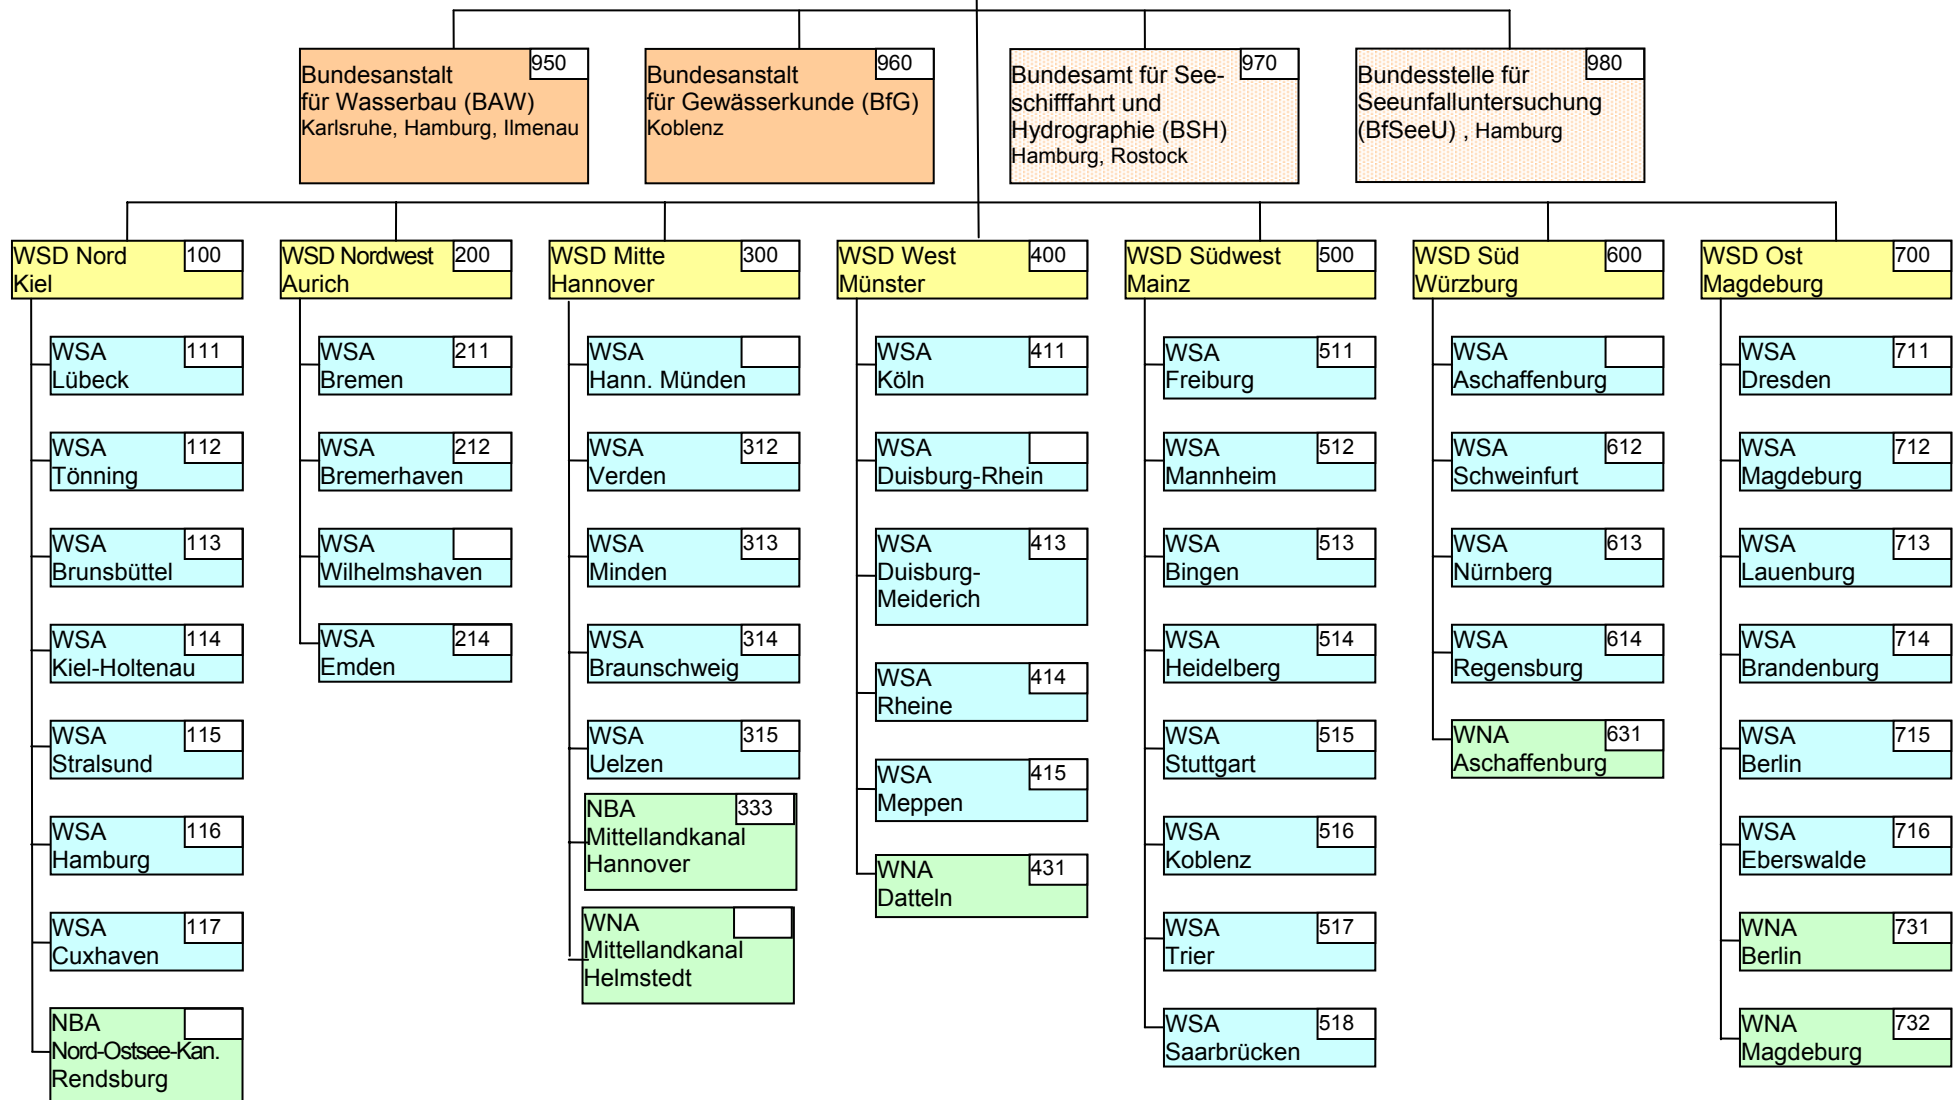 950
Bundesanstalt
für Wasserbau (BAW)
Karlsruhe, Hamburg, Ilmenau
960
Bundesanstalt
für Gewässerkunde (BfG)
Koblenz
970
Bundesamt für See-
schifffahrt und
Hydrographie (BSH)
Hamburg, Rostock
980
Bundesstelle für
Seeunfalluntersuchung
(BfSeeU) , Hamburg
WSD Nord 100
Kiel
WSA 111
Lübeck
WSA 112
Tönning
WSA 113
Brunsbüttel
WSA 114
Kiel-Holtenau
WSA 115
Stralsund
WSA 116
Hamburg
WSA 117
Cuxhaven
NBA
Nord-Ostsee-Kan.
Rendsburg
WSD Nordwest 200
Aurich
WSA 211
Bremen
WSA 212
Bremerhaven
WSA
Wilhelmshaven
WSA 214
Emden
WSD Mitte 300
Hannover
WSA
Hann. Münden
WSA 312
Verden
WSA 313
Minden
WSA 314
Braunschweig
WSA 315
Uelzen
NBA 333
Mittellandkanal
Hannover
WNA
Mittellandkanal
Helmstedt
WSD West 400
Münster
WSA 411
Köln
WSA
Duisburg-Rhein
WSA 413
Duisburg-
Meiderich
WSA 414
Rheine
WSA 415
Meppen
WNA 431
Datteln
WSD Südwest 500
Mainz
WSA 511
Freiburg
WSA 512
Mannheim
WSA 513
Bingen
WSA 514
Heidelberg
WSA 515
Stuttgart
WSA 516
Koblenz
WSA 517
Trier
WSA 518
Saarbrücken
WSD Süd 600
Würzburg
WSA
Aschaffenburg
WSA 612
Schweinfurt
WSA 613
Nürnberg
WSA 614
Regensburg
WNA 631
Aschaffenburg
WSD Ost 700
Magdeburg
WSA 711
Dresden
WSA 712
Magdeburg
WSA 713
Lauenburg
WSA 714
Brandenburg
WSA 715
Berlin
WSA 716
Eberswalde
WNA 731
Berlin
WNA 732
Magdeburg